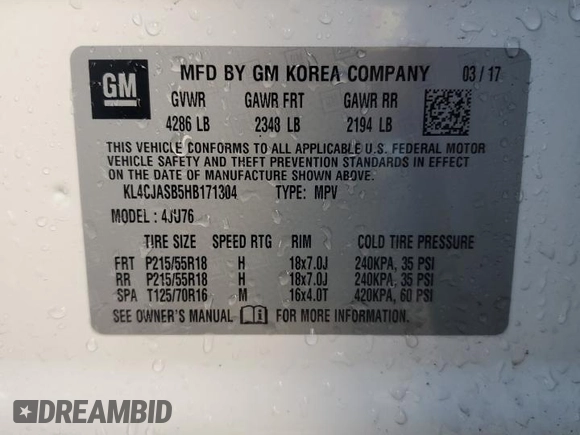 GM
MFD BY GM KOREA COMPANY 03/17
GVWR GAWR FRT GAWR RR
4286 LB 2348 LB 2194 LB
THIS VEHICLE CONFORMS TO ALL APPLICABLE U.S. FEDERAL MOTOR
VEHICLE SAFETY AND THEFT PREVENTION STANDARDS IN EFFECT
ON THE DATE OF MANUFACTURE SHOWN ABOVE.
KL4CJASB5HB171304 TYPE: MPV
MODEL: 4JU76
TIRE SIZE SPEED RTG RIM COLD TIRE PRESSURE
FRT P215/55R18 H 18x7.0J 240KPA, 35 PSI
RR P215/55R18 H 18x7.0J 240KPA, 35 PSI
SPA T125/70R16 M 16x4.0T 420KPA, 60 PSI
SEE OWNER'S MANUAL FOR MORE INFORMATION.
DREAMBID